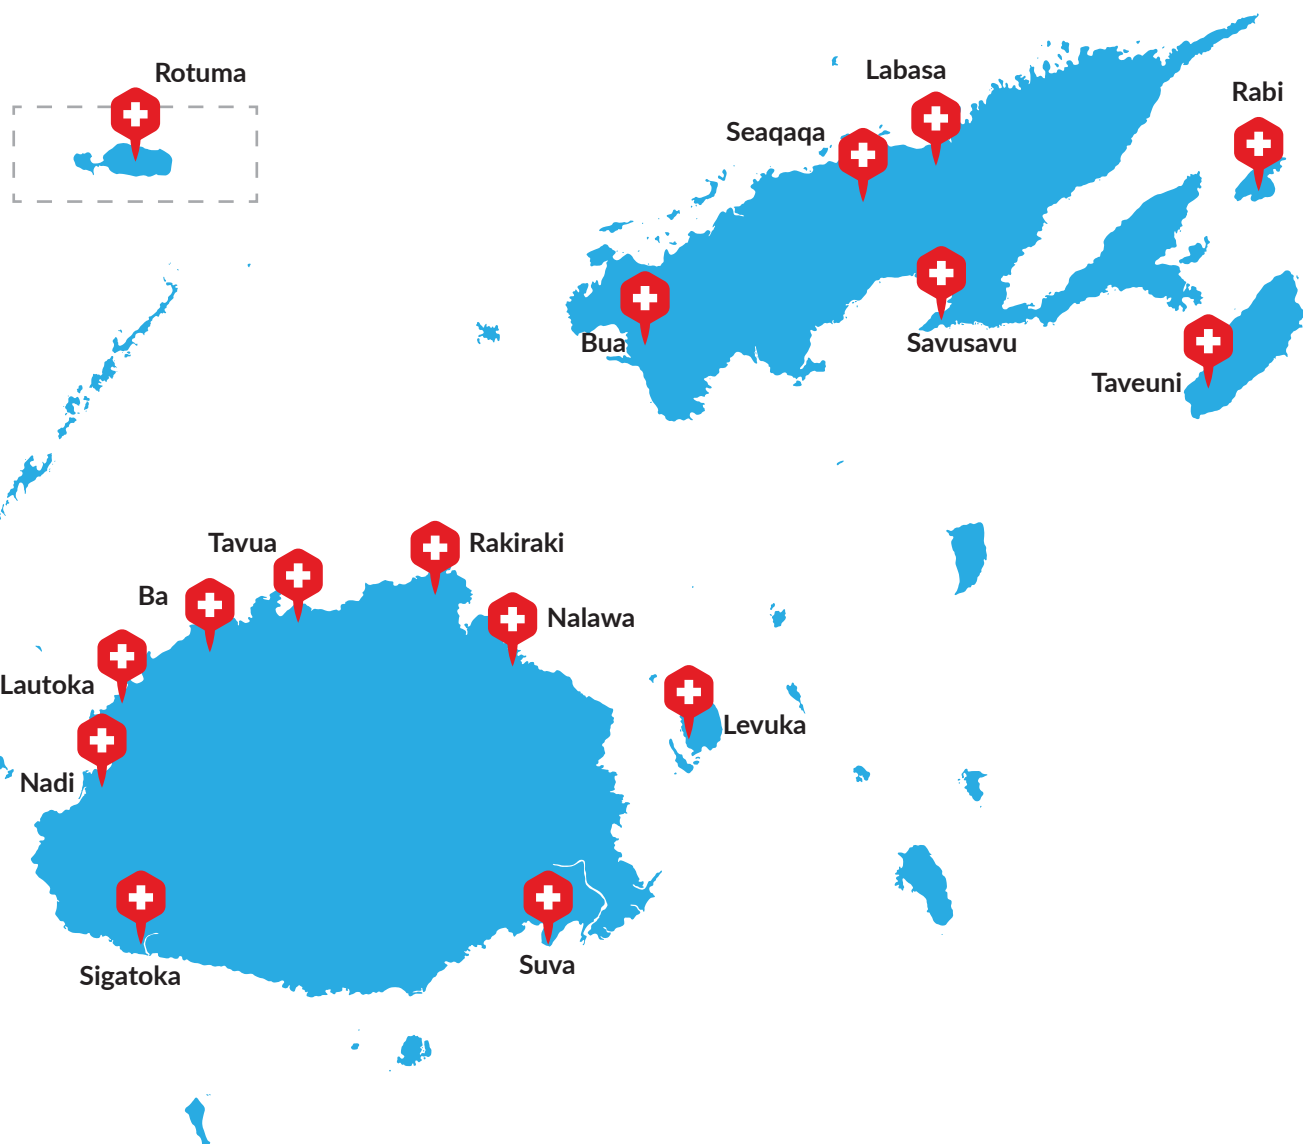 Rotuma
Labasa
Rabi
Seaqaqa
Bua
Savusavu
Taveuni
Tavua
Rakiraki
Ba
Nalawa
Lautoka
Levuka
Nadi
Suva
Sigatoka